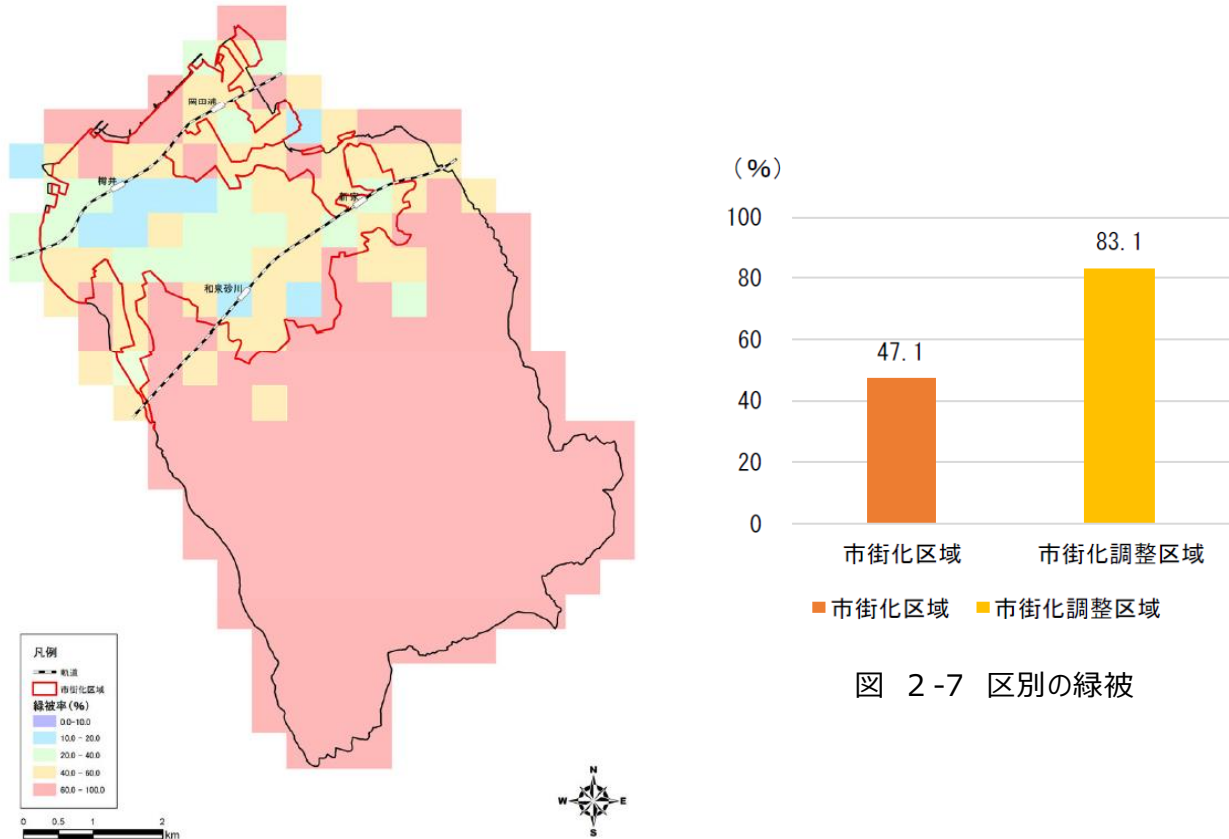 岡田浦
樽井
新家
和泉砂川
凡例
軌道
市街化区域
緑被率(%)
0.0-10.0
10.0 - 20.0
20.0 - 40.0
40.0 - 60.0
60.0 - 100.0
0 0.5 1 2
km
N
W E
S
(%)
100
80
60
40
20
0
47.1
83.1
市街化区域 市街化調整区域
市街化区域 市街化調整区域
図 2-7 区別の緑被